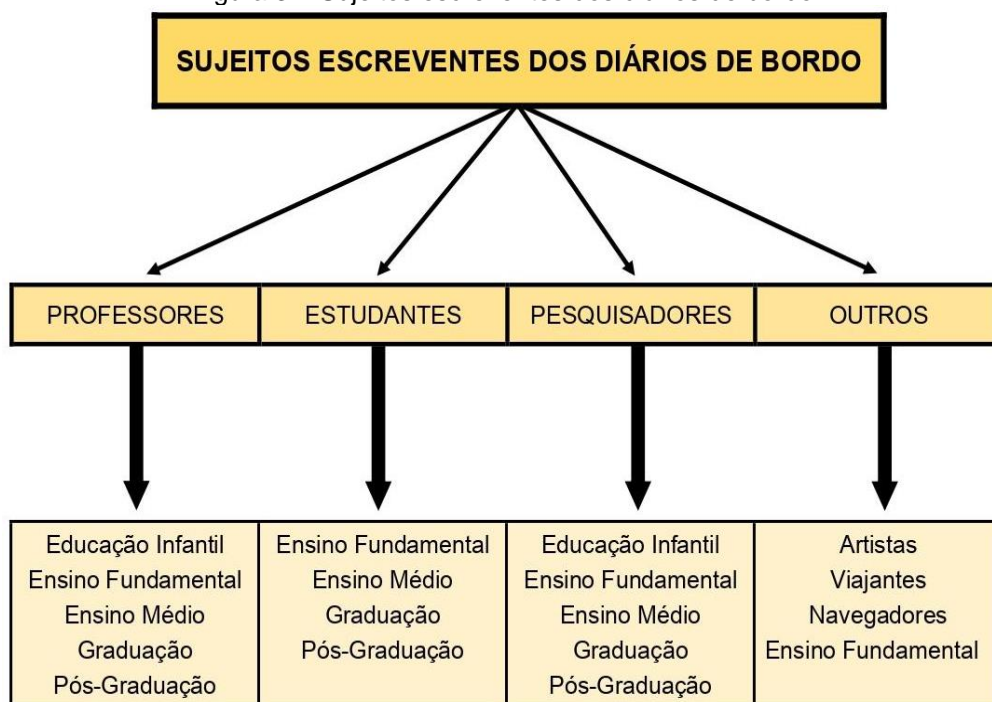 SUJEITOS ESCREVENTES DOS DIÁRIOS DE BORDO
PROFESSORES
ESTUDANTES
PESQUISADORES
OUTROS
Educação Infantil
Ensino Fundamental
Ensino Médio
Graduação
Pós-Graduação
Ensino Fundamental
Ensino Médio
Graduação
Pós-Graduação
Educação Infantil
Ensino Fundamental
Ensino Médio
Graduação
Pós-Graduação
Artistas
Viajantes
Navegadores
Ensino Fundamental